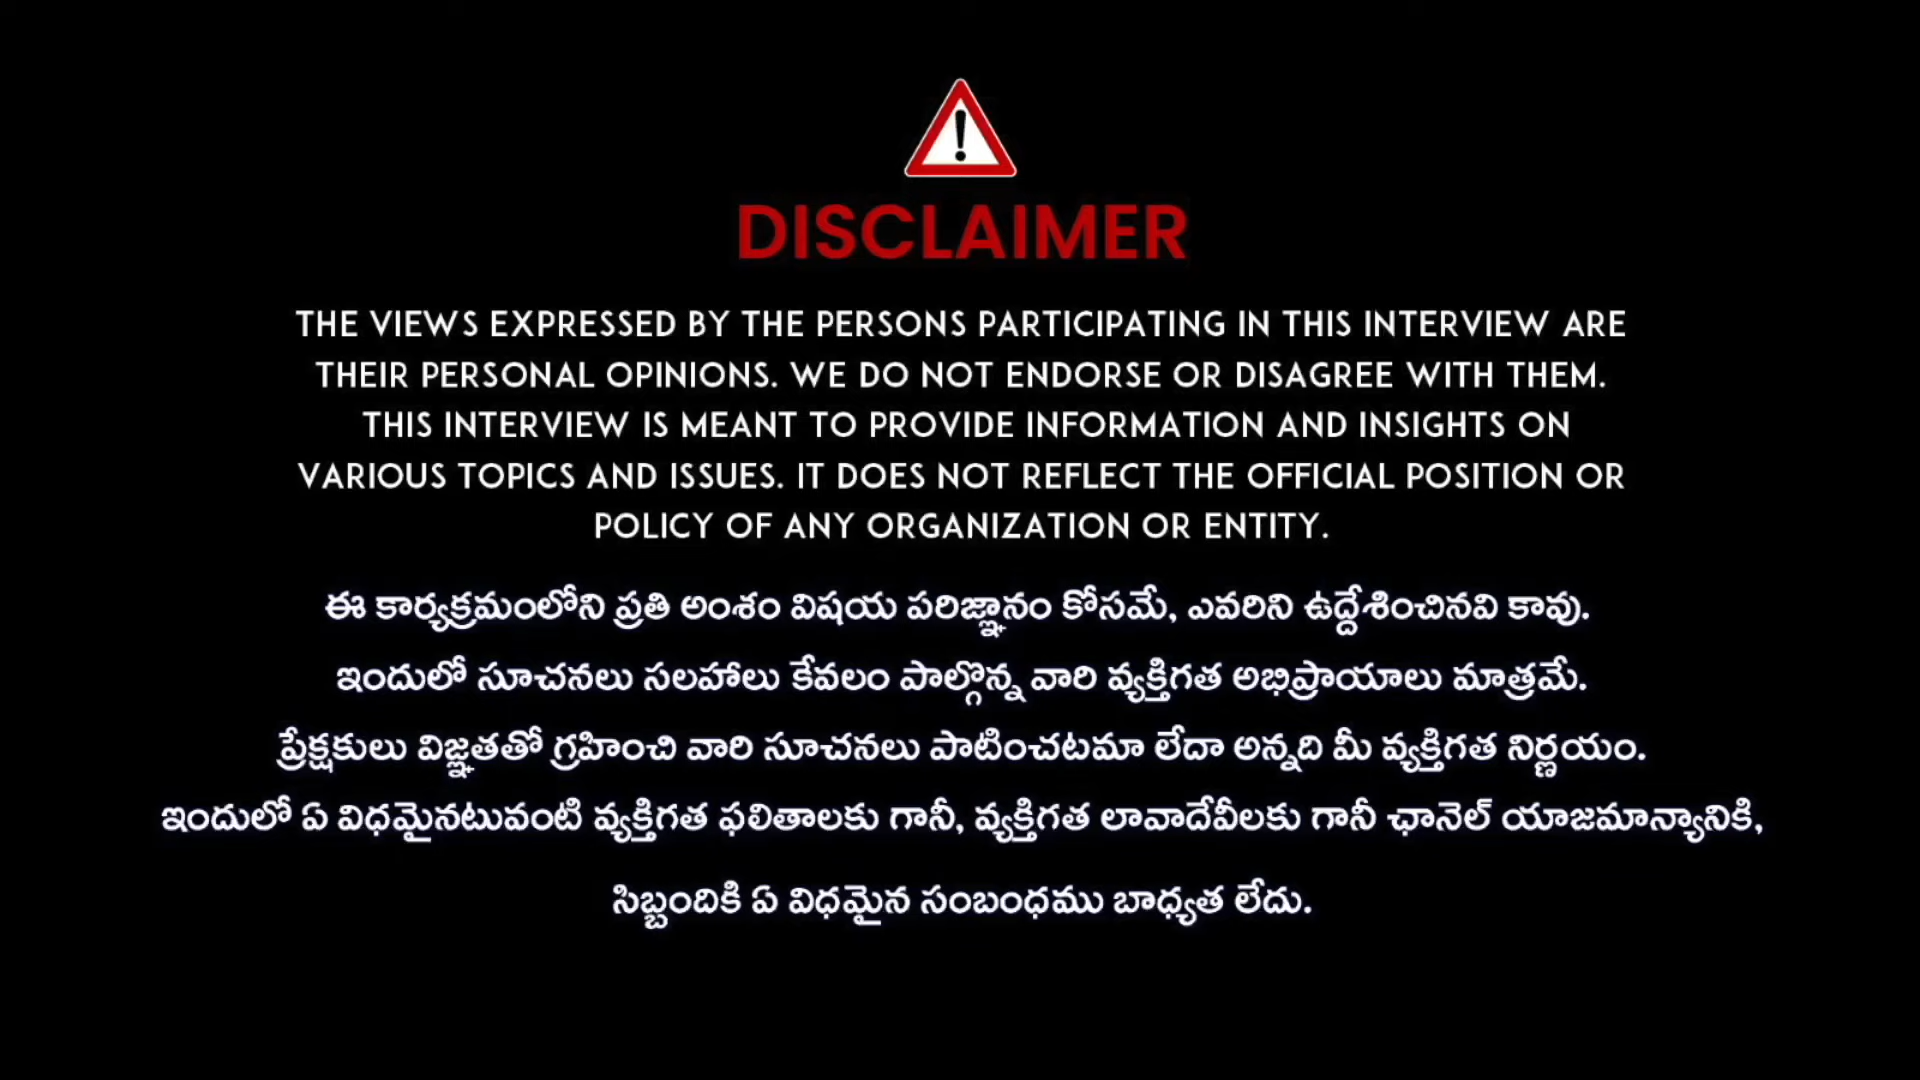 DISCLAIMER
THE VIEWS EXPRESSED BY THE PERSONS PARTICIPATING IN THIS INTERVIEW ARE
THEIR PERSONAL OPINIONS. WE DO NOT ENDORSE OR DISAGREE WITH THEM.
THIS INTERVIEW IS MEANT TO PROVIDE INFORMATION AND INSIGHTS ON
VARIOUS TOPICS AND ISSUES. IT DOES NOT REFLECT THE OFFICIAL POSITION OR
POLICY OF ANY ORGANIZATION OR ENTITY.
ఈ కార్యక్రమంలోని ప్రతి అంశం విషయ పరిజ్ఞానం కోసమే, ఎవరిని ఉద్దేశించినవి కావు.
ఇందులో సూచనలు సలహాలు కేవలం పాల్గొన్న వారి వ్యక్తిగత అభిప్రాయాలు మాత్రమే.
ప్రేక్షకులు విజ్ఞతతో గ్రహించి వారి సూచనలు పాటించటమా లేదా అన్నది మీ వ్యక్తిగత నిర్ణయం.
ఇందులో ఏ విధమైనటువంటి వ్యక్తిగత ఫలితాలకు గానీ, వ్యక్తిగత లావాదేవీలకు గానీ ఛానెల్ యాజమాన్యానికి,
సిబ్బందికి ఏ విధమైన సంబంధము బాధ్యత లేదు.